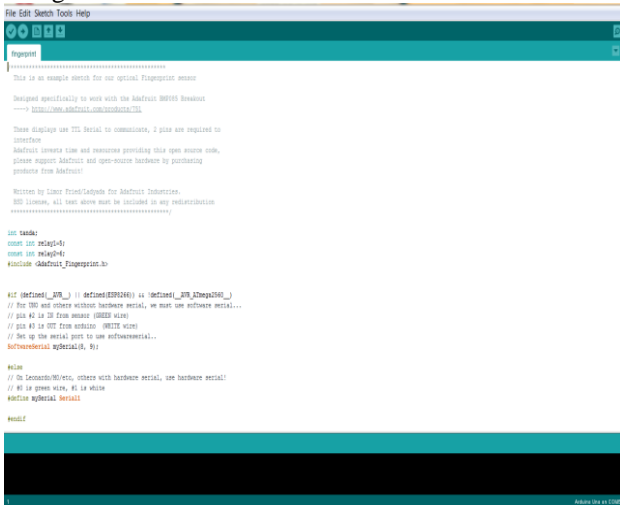 File Edit Sketch Tools Help
fingerprint
/***************************************************
This is an example sketch for our optical Fingerprint sensor
Designed specifically to work with the Adafruit BMP085 Breakout
----> http://www.adafruit.com/products/751
These displays use TTL Serial to communicate, 2 pins are required to
interface
Adafruit invests time and resources providing this open source code,
please support Adafruit and open-source hardware by purchasing
products from Adafruit!
Written by Limor Fried/Ladyada for Adafruit Industries.
BSD license, all text above must be included in any redistribution
****************************************************/
int tanda;
const int relay1=5;
const int relay2=6;
#include <Adafruit_Fingerprint.h>
#if (defined(__AVR__) || defined(ESP8266)) && !defined(__AVR_ATmega2560__)
// For UNO and others without hardware serial, we must use software serial...
// pin #2 is IN from sensor (GREEN wire)
// pin #3 is OUT from arduino (WHITE wire)
// Set up the serial port to use softwareserial..
SoftwareSerial mySerial(8, 9);
#else
// On Leonardo/M0/etc, others with hardware serial, use hardware serial!
// #0 is green wire, #1 is white
#define mySerial Serial1
#endif
1
Arduino Uno on COM